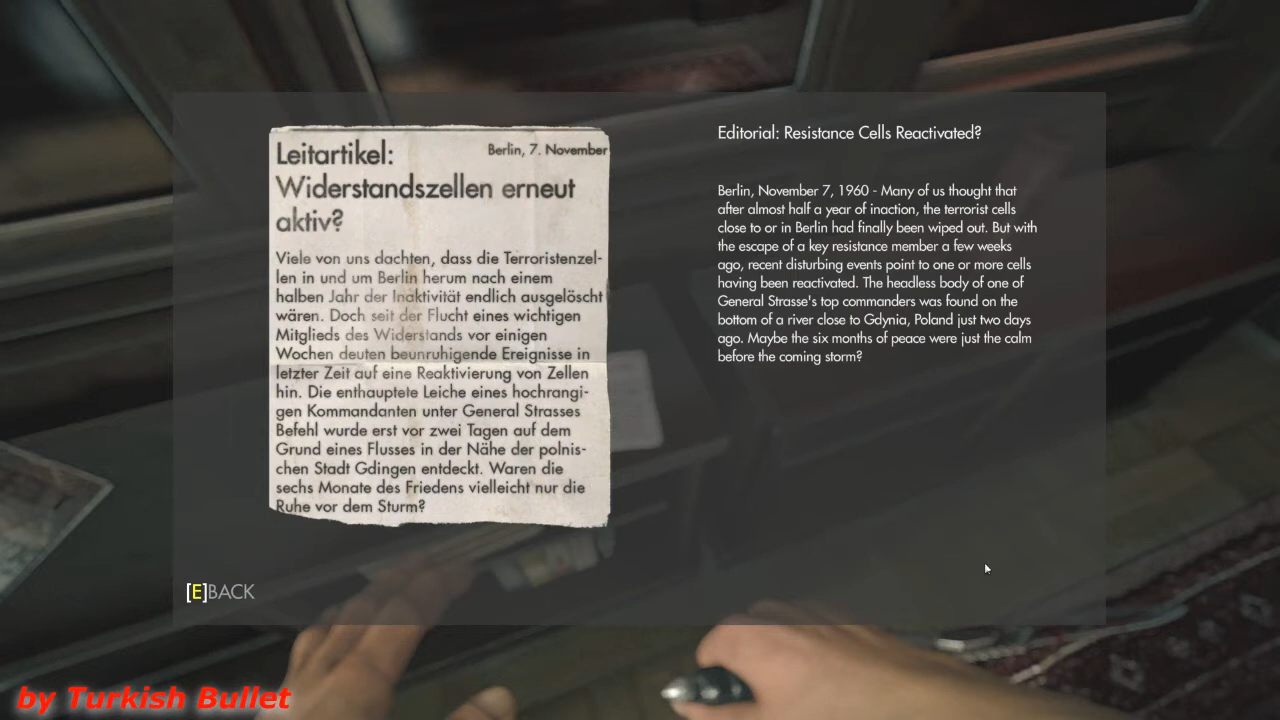 Leitartikel:
Berlin, 7. November
Widerstandszellen erneut
aktiv?
Viele von uns dachten, dass die Terroristenzel-
len in und um Berlin herum nach einem
halben Jahr der Inaktivität endlich ausgelöscht
wären. Doch seit der Flucht eines wichtigen
Mitglieds des Widerstands vor einigen
Wochen deuten beunruhigende Ereignisse in
letzter Zeit auf eine Reaktivierung von Zellen
hin. Die enthauptete Leiche eines hochrangi-
gen Kommandanten unter General Strasses
Befehl wurde erst vor zwei Tagen auf dem
Grund eines Flusses in der Nähe der polnis-
chen Stadt Gdingen entdeckt. Waren die
sechs Monate des Friedens vielleicht nur die
Ruhe vor dem Sturm?
Editorial: Resistance Cells Reactivated?
Berlin, November 7, 1960 - Many of us thought that
after almost half a year of inaction, the terrorist cells
close to or in Berlin had finally been wiped out. But with
the escape of a key resistance member a few weeks
ago, recent disturbing events point to one or more cells
having been reactivated. The headless body of one of
General Strasse's top commanders was found on the
bottom of a river close to Gdynia, Poland just two days
ago. Maybe the six months of peace were just the calm
before the coming storm?
[E]BACK
by Turkish Bullet